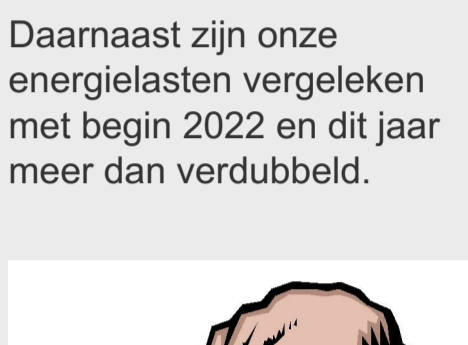 Daarnaast zijn onze
energielasten vergeleken
met begin 2022 en dit jaar
meer dan verdubbeld.